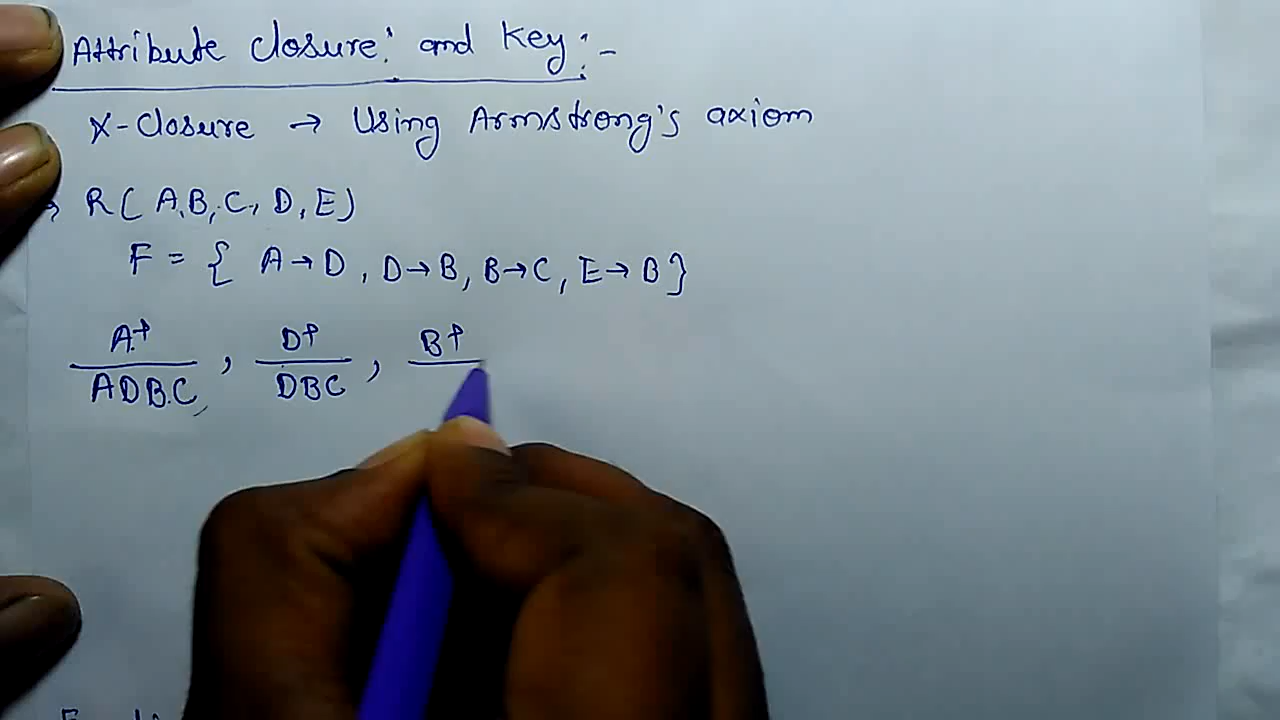 Attribute closure: and key:-
X-closure → Using Armstrong's axiom
→ R(A,B,C,D,E)
F = { A→D, D→B, B→C, E→B}
A+, D+, B+
ADBC, DBC